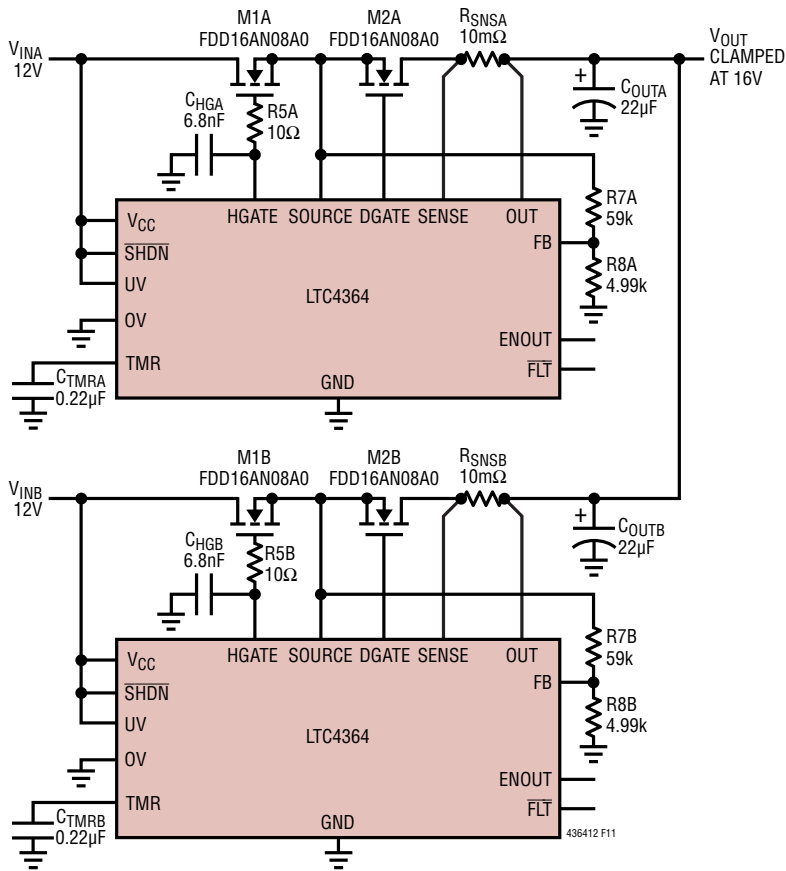 M1A
FDD16AN08A0
M2A
FDD16AN08A0
RSNSA
10mΩ
VINA
12V
VOUT
CLAMPED
AT 16V
+
COUTA
22µF
CHGA
6.8nF
R5A
10Ω
R7A
59k
R8A
4.99k
HGATE SOURCE DGATE SENSE OUT
VCC
SHDN
UV
OV
TMR
FB
LTC4364
ENOUT
FLT
GND
CTMRA
0.22µF
M1B
FDD16AN08A0
M2B
FDD16AN08A0
RSNSB
10mΩ
VINB
12V
+
COUTB
22µF
CHGB
6.8nF
R5B
10Ω
R7B
59k
R8B
4.99k
HGATE SOURCE DGATE SENSE OUT
VCC
SHDN
UV
OV
TMR
FB
LTC4364
ENOUT
FLT
GND
CTMRB
0.22µF
436412 F11